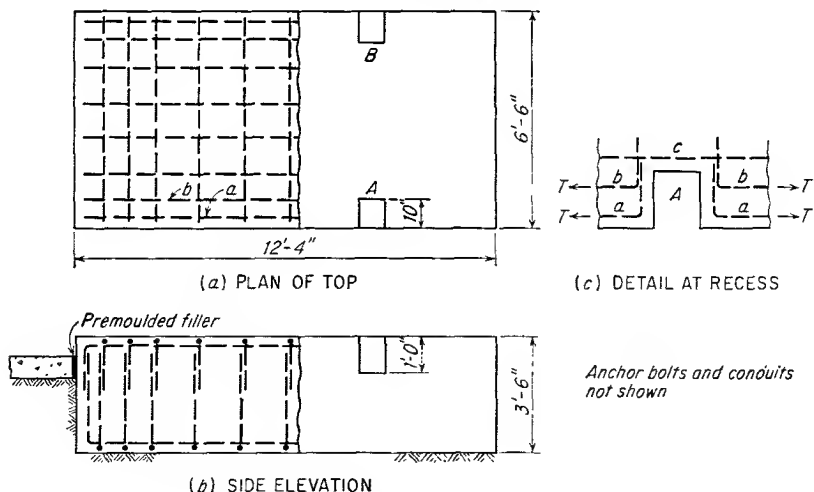 B
6'-6"
b
a
A
10"
12'-4"
(a) PLAN OF TOP
c
b
b
T
T
a
A
a
T
T
(c) DETAIL AT RECESS
Premoulded filler
1'-0"
3'-6"
Anchor bolts and conduits
not shown
(b) SIDE ELEVATION